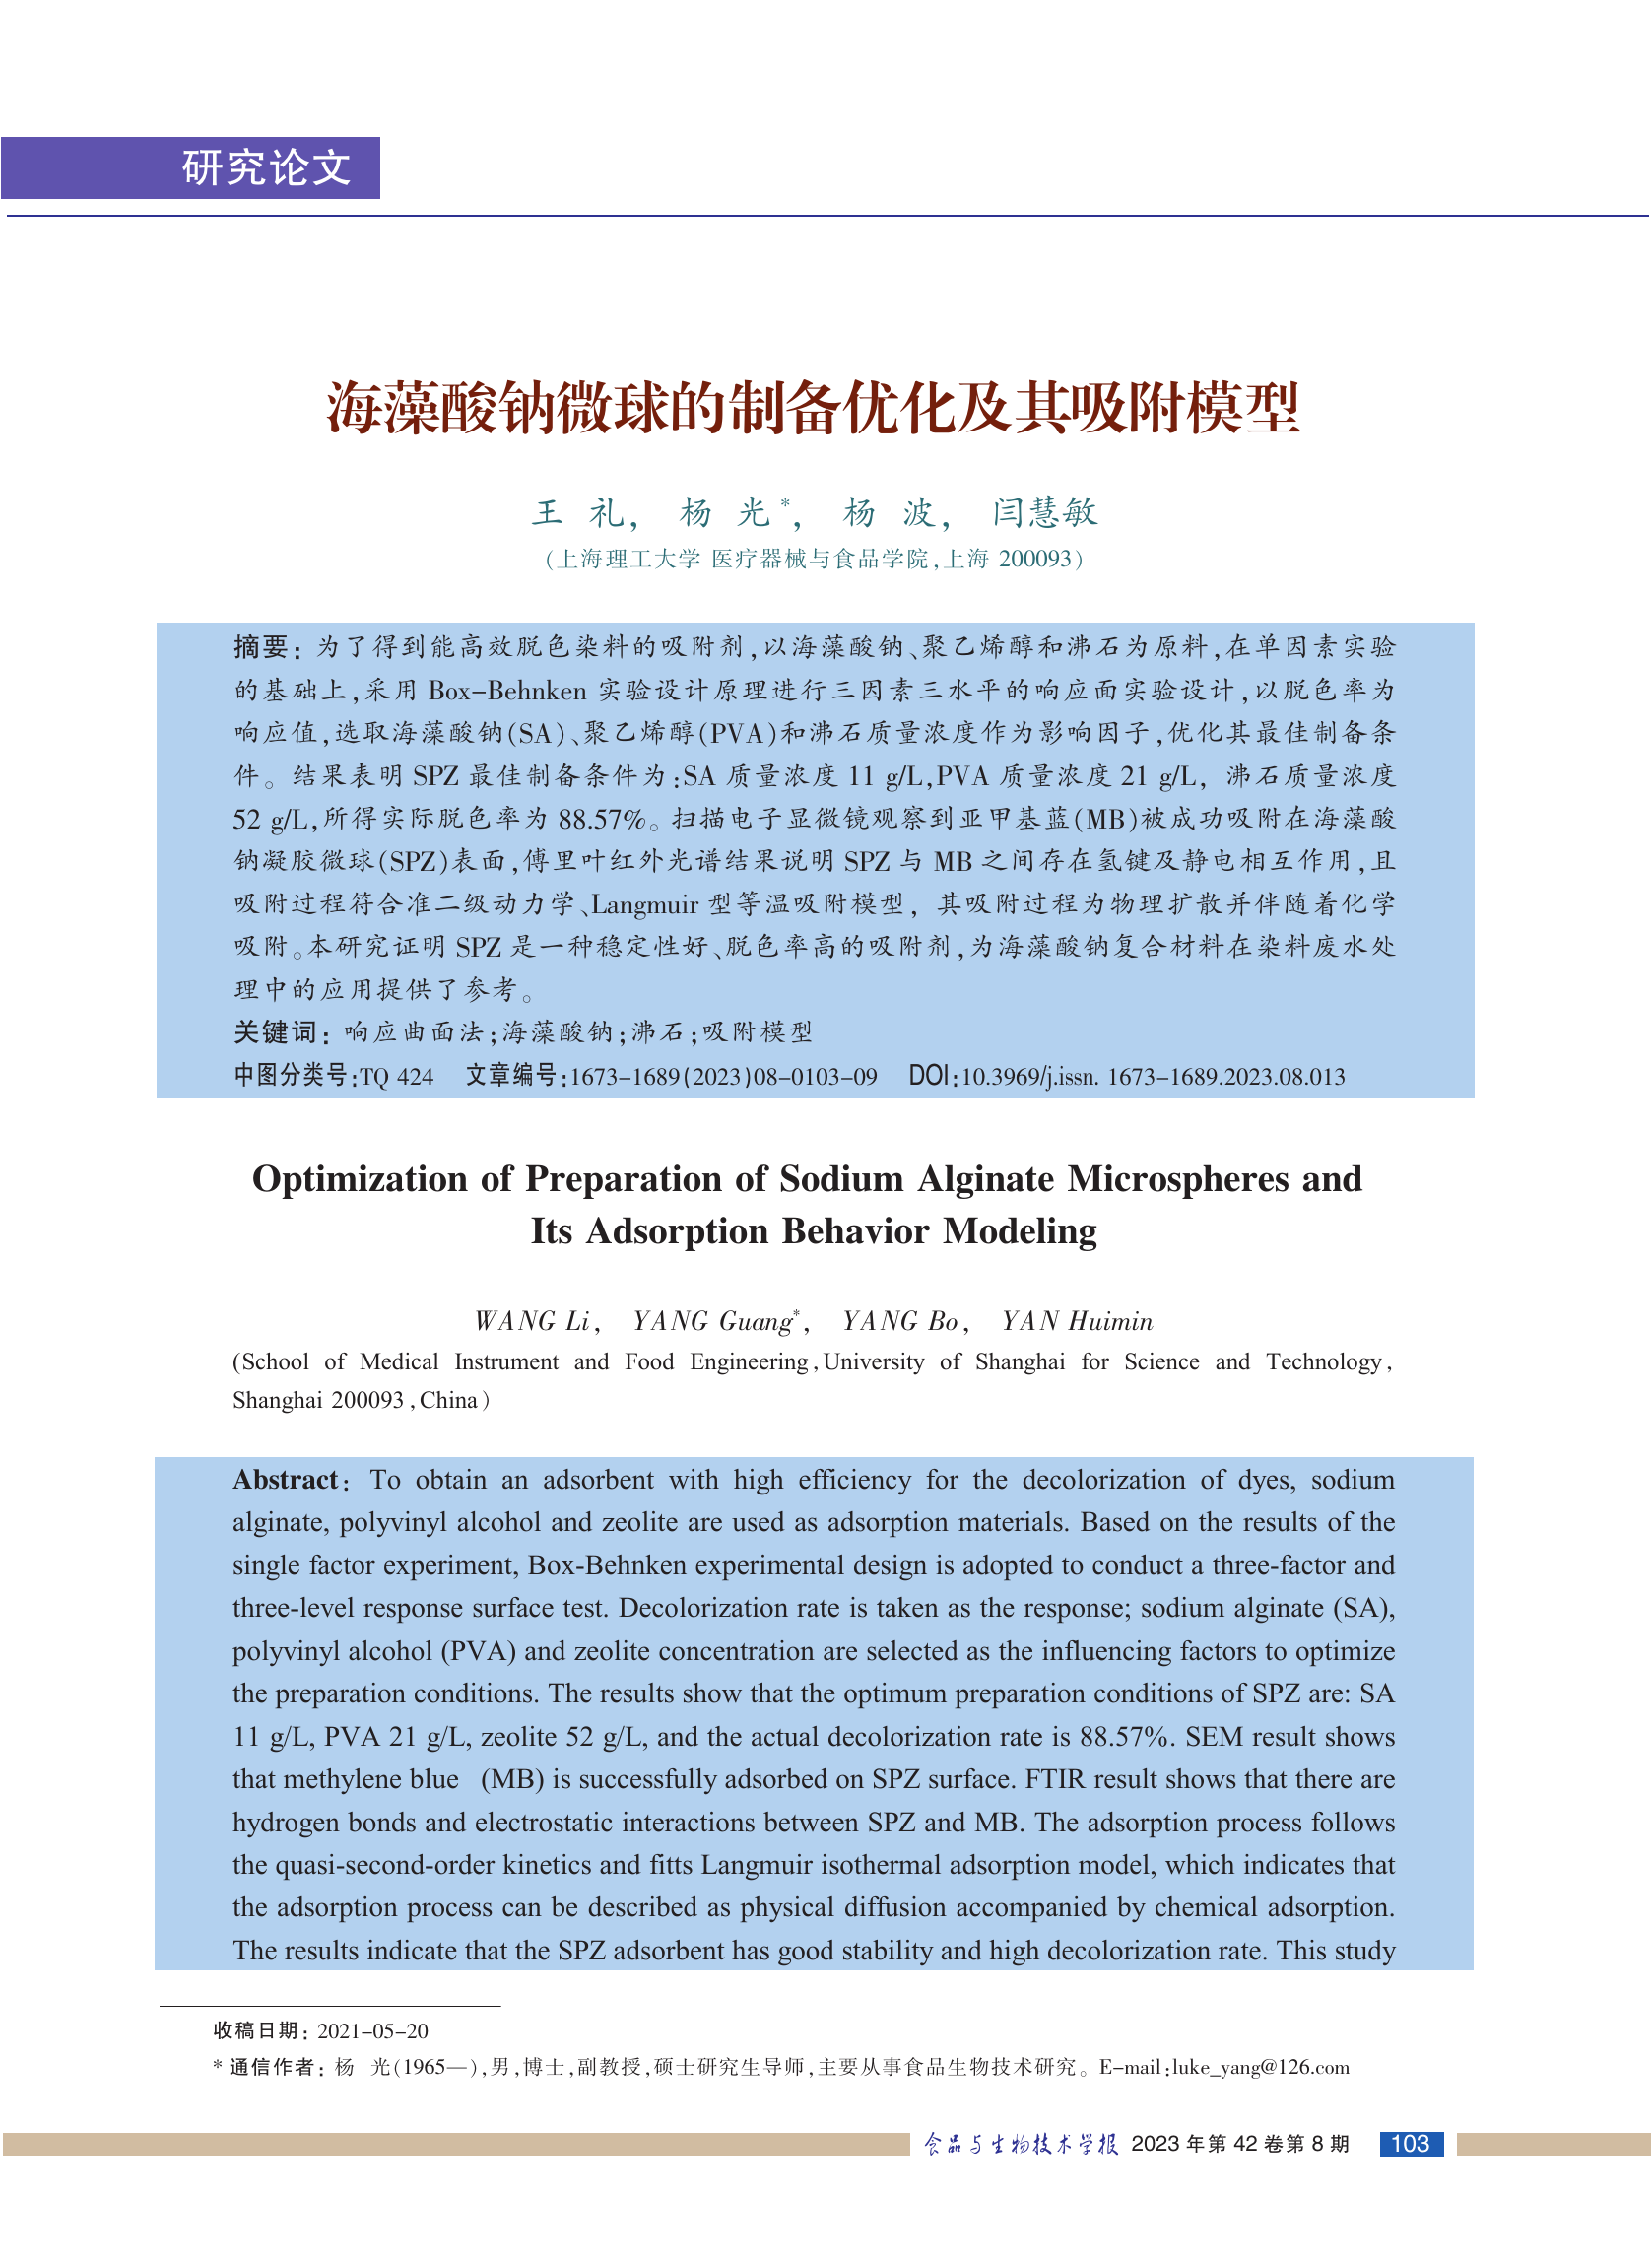 研究论文
海藻酸钠微球的制备优化及其吸附模型
王 礼, 杨 光*, 杨 波, 闫慧敏
(上海理工大学 医疗器械与食品学院,上海 200093)
摘要: 为了得到能高效脱色染料的吸附剂,以海藻酸钠、聚乙烯醇和沸石为原料,在单因素实验
的基础上,采用 Box-Behnken 实验设计原理进行三因素三水平的响应面实验设计,以脱色率为
响应值,选取海藻酸钠(SA)、聚乙烯醇(PVA)和沸石质量浓度作为影响因子,优化其最佳制备条
件。结果表明 SPZ 最佳制备条件为:SA 质量浓度 11 g/L,PVA 质量浓度 21 g/L, 沸石质量浓度
52 g/L,所得实际脱色率为 88.57%。扫描电子显微镜观察到亚甲基蓝(MB)被成功吸附在海藻酸
钠凝胶微球(SPZ)表面,傅里叶红外光谱结果说明 SPZ 与 MB 之间存在氢键及静电相互作用,且
吸附过程符合准二级动力学、Langmuir 型等温吸附模型, 其吸附过程为物理扩散并伴随着化学
吸附。本研究证明 SPZ 是一种稳定性好、脱色率高的吸附剂,为海藻酸钠复合材料在染料废水处
理中的应用提供了参考。
关键词: 响应曲面法;海藻酸钠;沸石;吸附模型
中图分类号:TQ 424 文章编号:1673-1689(2023)08-0103-09 DOI:10.3969/j.issn. 1673-1689.2023.08.013
Optimization of Preparation of Sodium Alginate Microspheres and
Its Adsorption Behavior Modeling
WANG Li, YANG Guang*, YANG Bo, YAN Huimin
(School of Medical Instrument and Food Engineering,University of Shanghai for Science and Technology,
Shanghai 200093,China)
Abstract: To obtain an adsorbent with high efficiency for the decolorization of dyes, sodium
alginate, polyvinyl alcohol and zeolite are used as adsorption materials. Based on the results of the
single factor experiment, Box-Behnken experimental design is adopted to conduct a three-factor and
three-level response surface test. Decolorization rate is taken as the response; sodium alginate (SA),
polyvinyl alcohol (PVA) and zeolite concentration are selected as the influencing factors to optimize
the preparation conditions. The results show that the optimum preparation conditions of SPZ are: SA
11 g/L, PVA 21 g/L, zeolite 52 g/L, and the actual decolorization rate is 88.57%. SEM result shows
that methylene blue (MB) is successfully adsorbed on SPZ surface. FTIR result shows that there are
hydrogen bonds and electrostatic interactions between SPZ and MB. The adsorption process follows
the quasi-second-order kinetics and fitts Langmuir isothermal adsorption model, which indicates that
the adsorption process can be described as physical diffusion accompanied by chemical adsorption.
The results indicate that the SPZ adsorbent has good stability and high decolorization rate. This study
收稿日期: 2021-05-20
* 通信作者: 杨 光(1965—),男,博士,副教授,硕士研究生导师,主要从事食品生物技术研究。E-mail:luke_yang@126.com
食品与生物技术学报 2023 年第 42 卷第 8 期 103